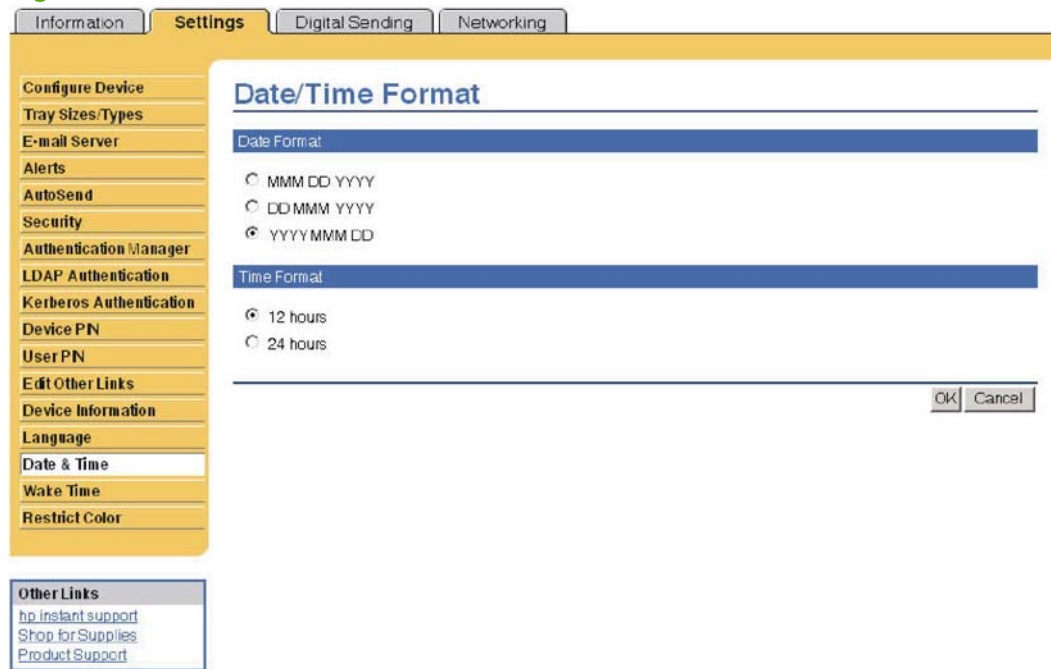 Information Settings Digital Sending Networking
Configure Device
Tray Sizes/Types
E-mail Server
Alerts
AutoSend
Security
Authentication Manager
LDAP Authentication
Kerberos Authentication
Device PIN
User PIN
Edit Other Links
Device Information
Language
Date & Time
Wake Time
Restrict Color
Other Links
hp instant support
Shop for Supplies
Product Support
Date/Time Format
Date Format
MMM DD YYYY
DD MMM YYYY
YYYY MMM DD
Time Format
12 hours
24 hours
OK Cancel